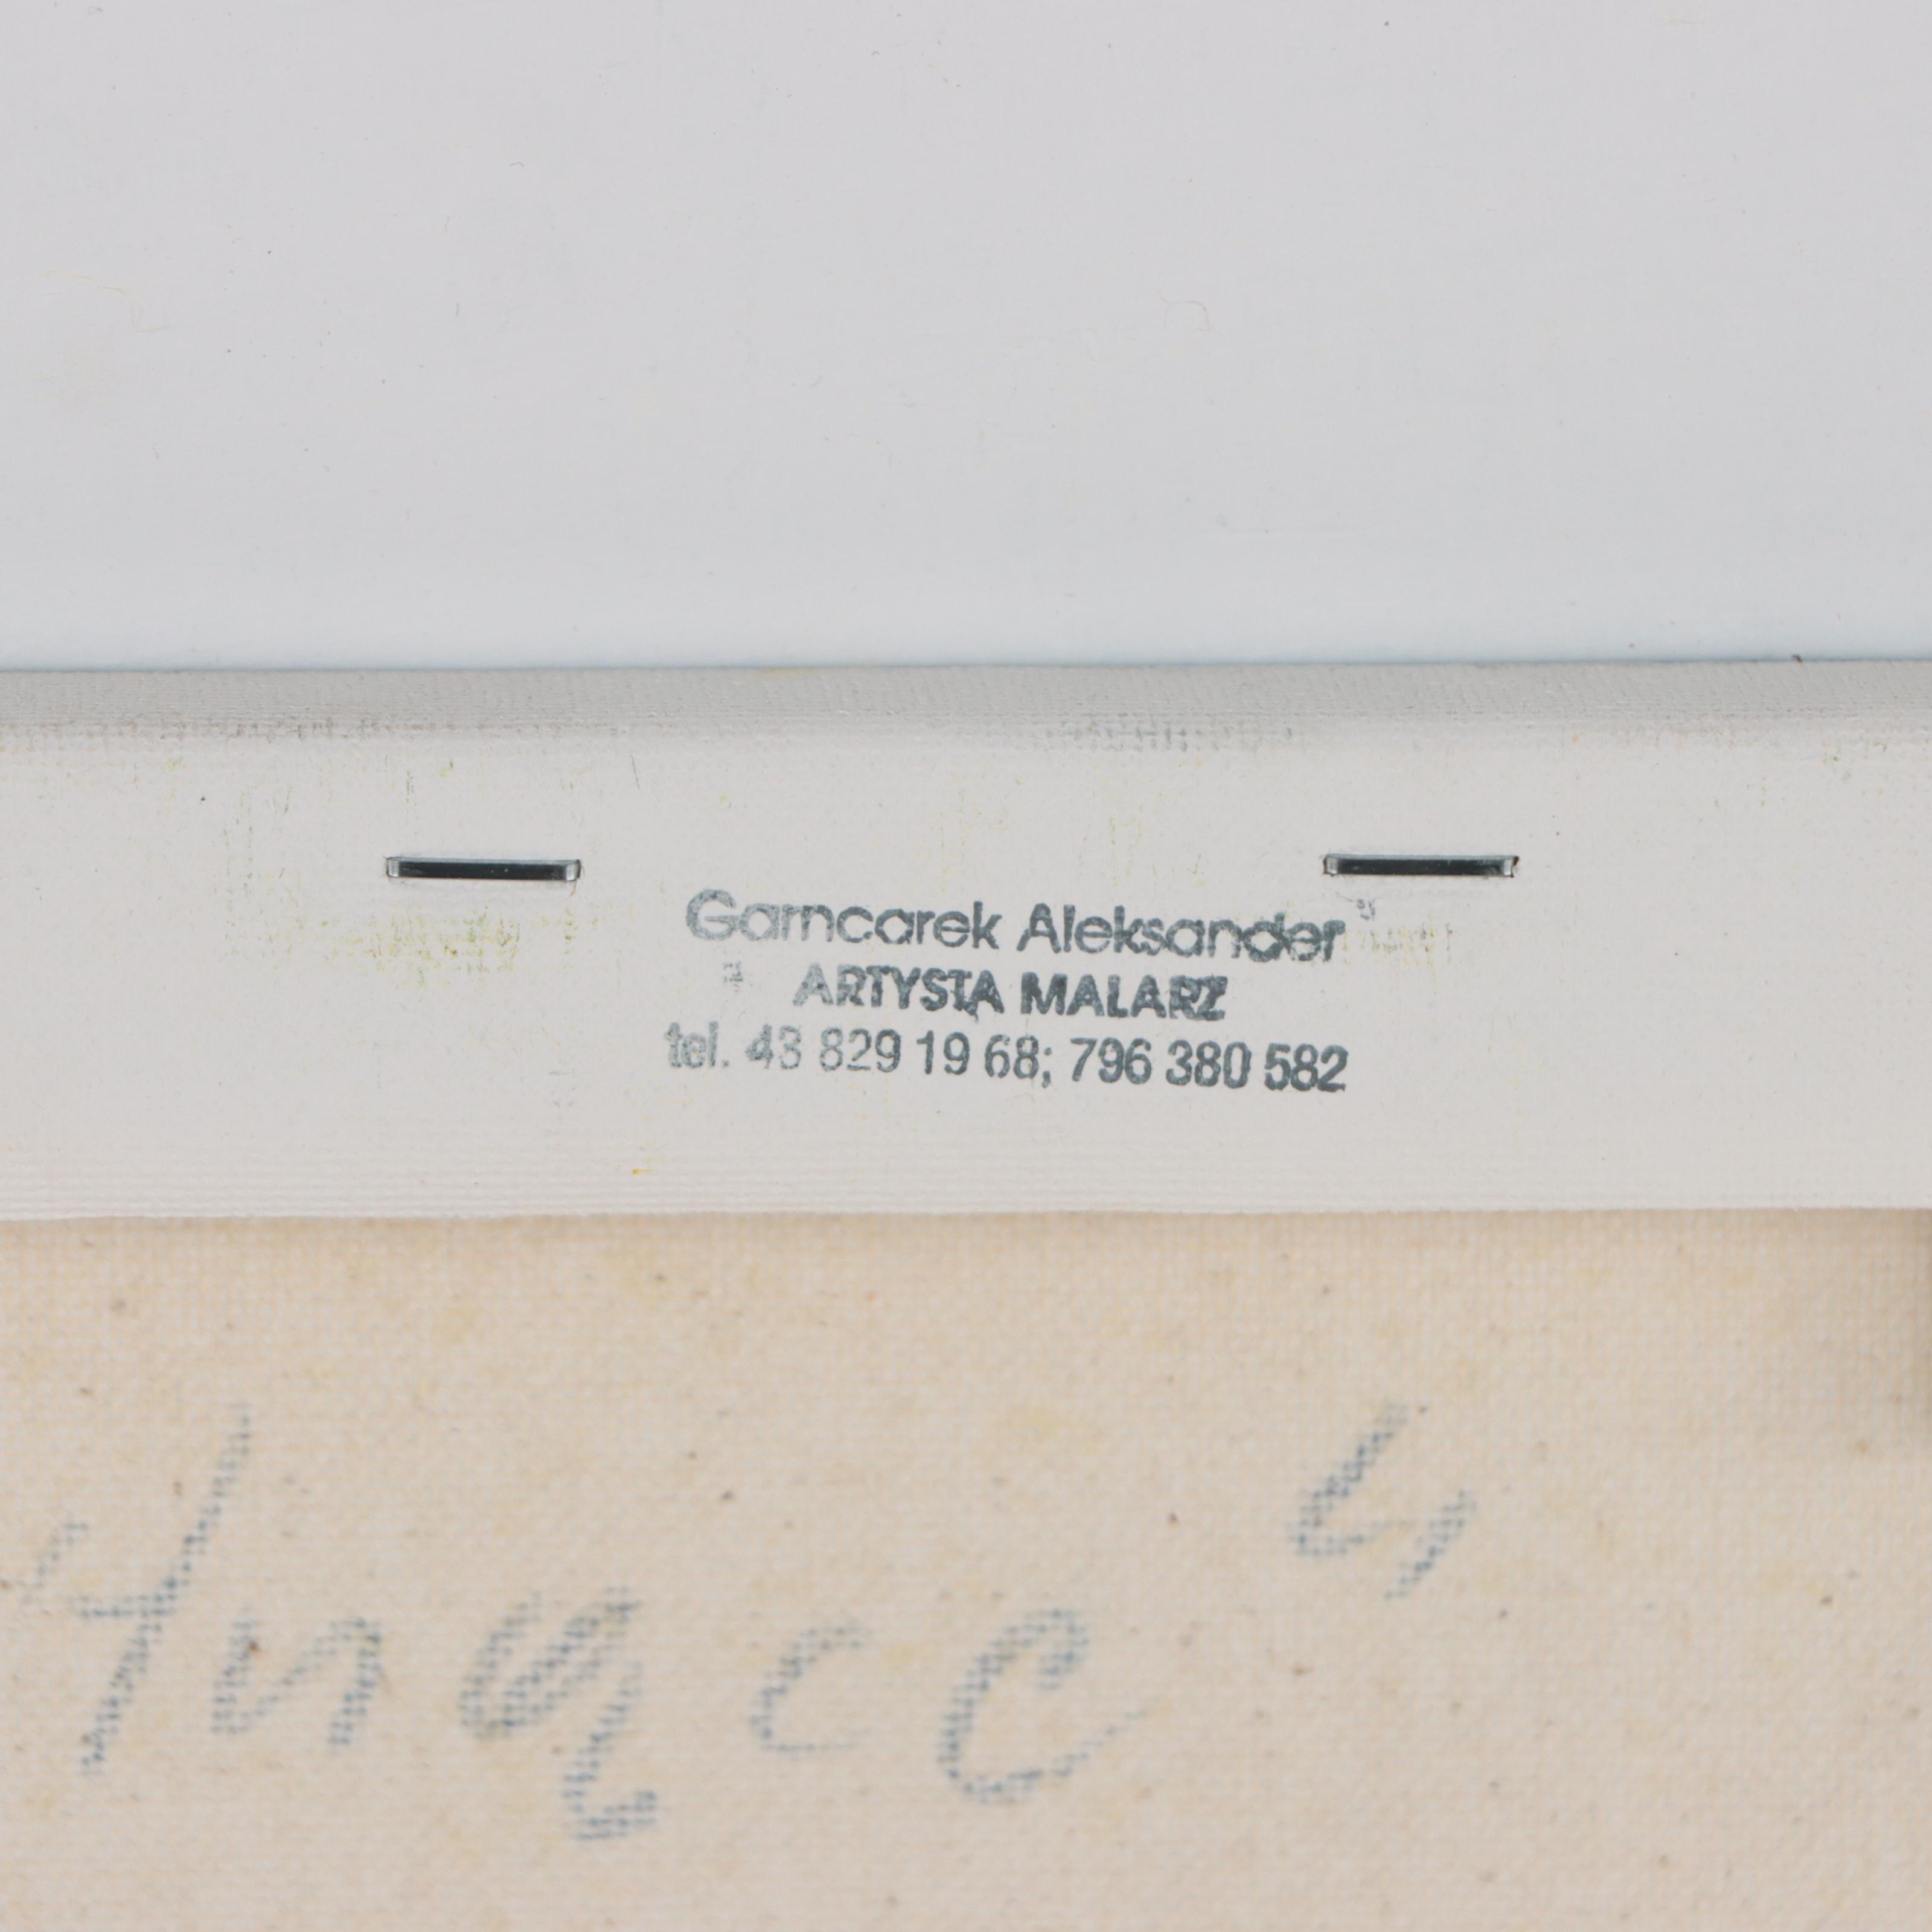 Garncarek Aleksander
ARTYSTA MALARZ
tel. 43 829 19 68; 796 380 582